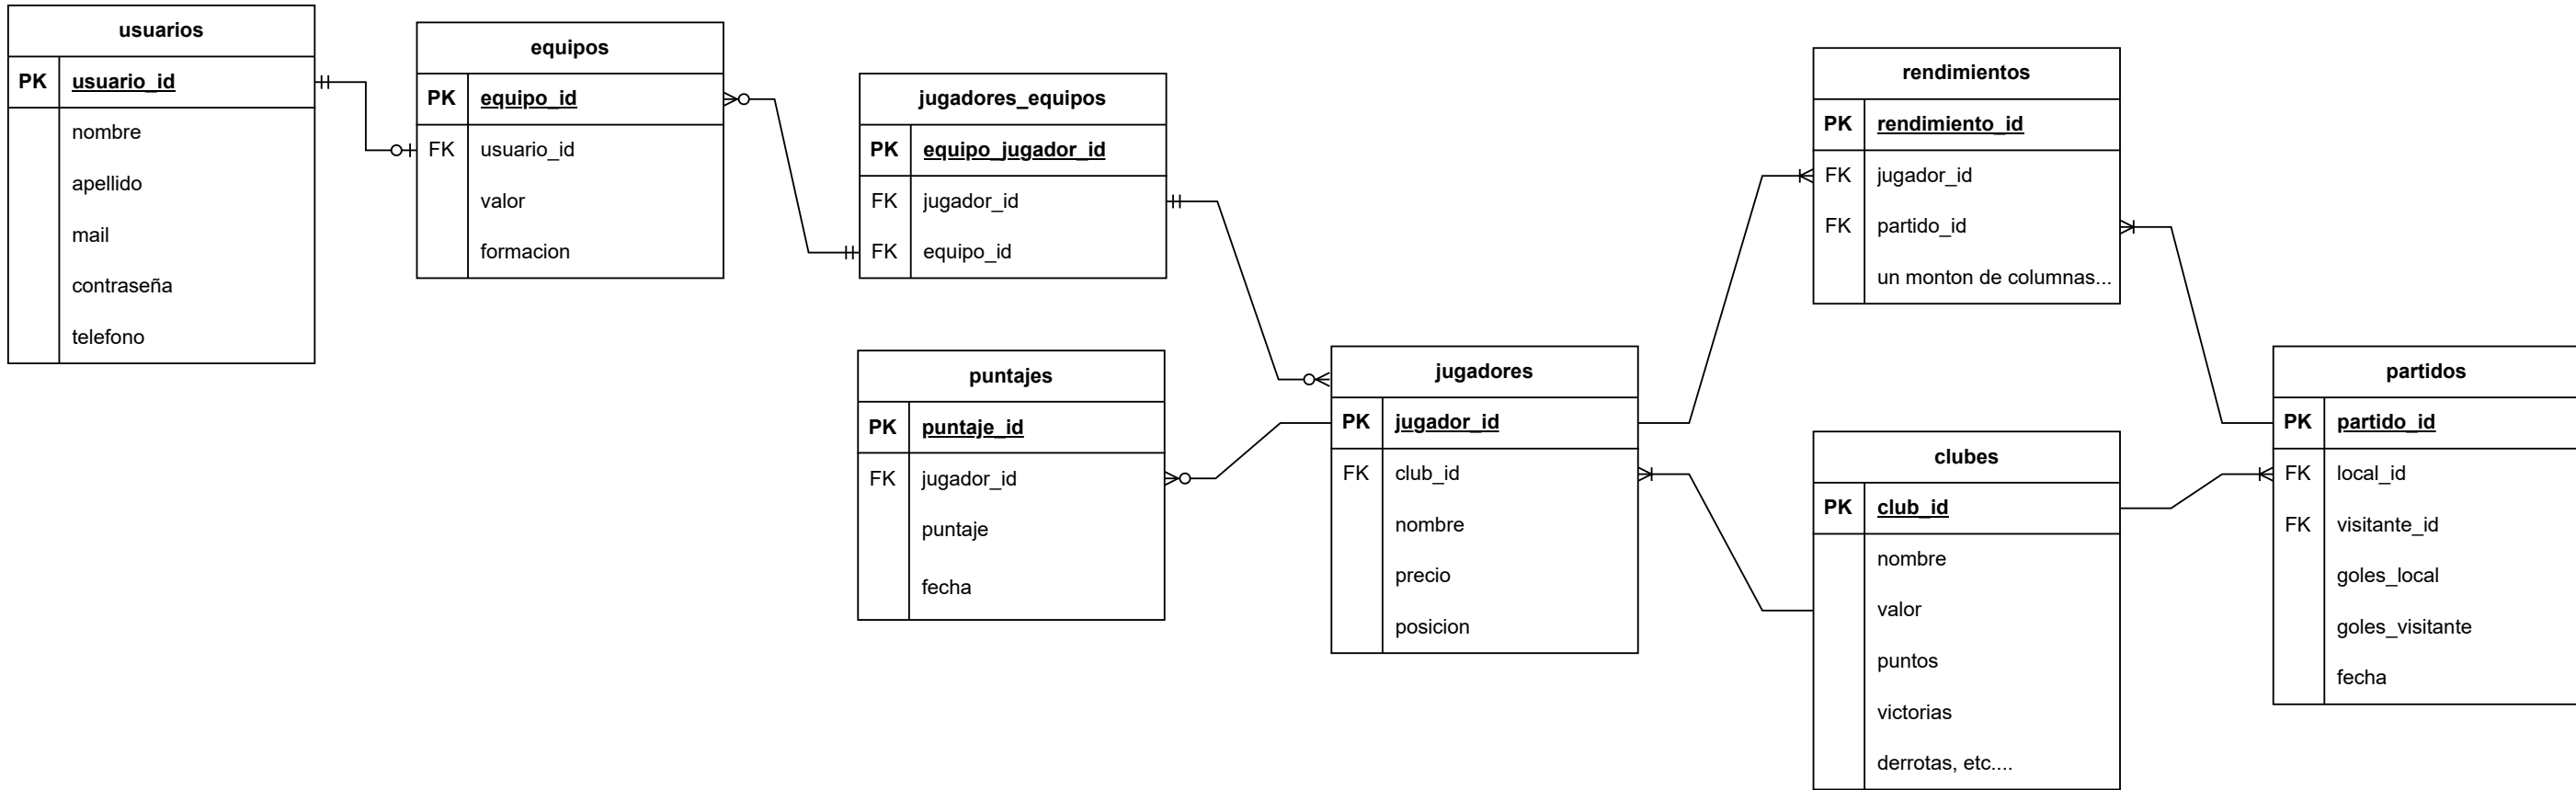 usuarios
PK usuario_id
nombre
apellido
mail
contraseña
telefono
equipos
PK equipo_id
FK usuario_id
valor
formacion
jugadores_equipos
PK equipo_jugador_id
FK jugador_id
FK equipo_id
puntajes
PK puntaje_id
FK jugador_id
puntaje
fecha
jugadores
PK jugador_id
FK club_id
nombre
precio
posicion
rendimientos
PK rendimiento_id
FK jugador_id
FK partido_id
un monton de columnas...
clubes
PK club_id
nombre
valor
puntos
victorias
derrotas, etc....
partidos
PK partido_id
FK local_id
FK visitante_id
goles_local
goles_visitante
fecha